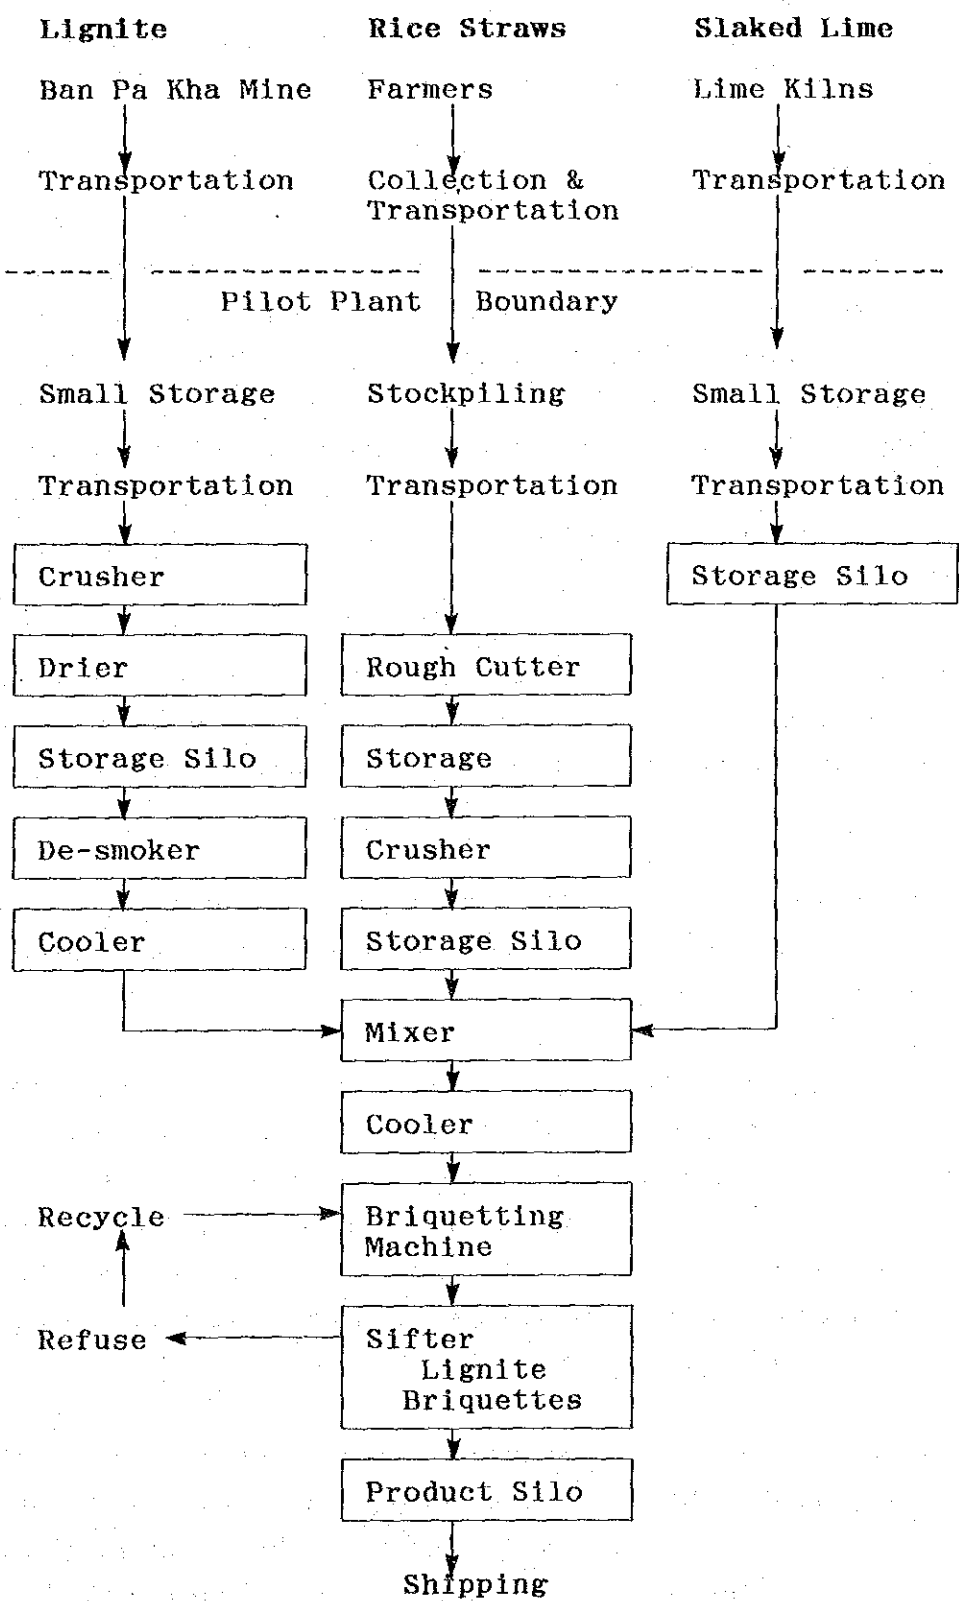 Lignite Rice Straws Slaked Lime
Ban Pa Kha Mine Farmers Lime Kilns
Transportation Collection & Transportation
Transportation
Pilot Plant Boundary
Small Storage Stockpiling Small Storage
Transportation Transportation Transportation
Crusher Storage Silo
Drier Rough Cutter
Storage Silo Storage
De-smoker Crusher
Cooler Storage Silo
Mixer
Cooler
Recycle Briquetting
Machine
Refuse Sifter
Lignite
Briquettes
Product Silo
Shipping